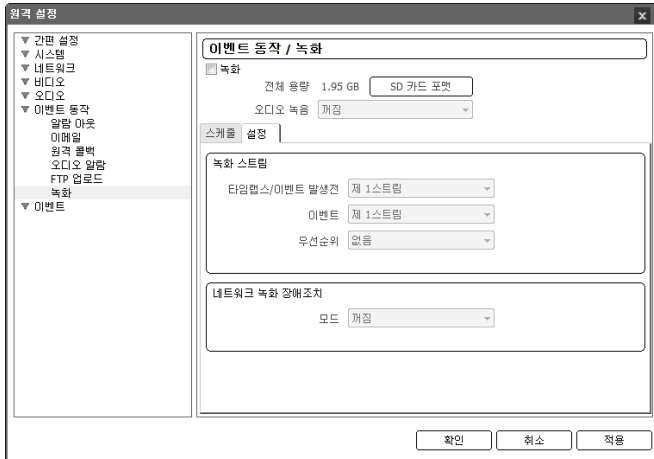 원격 설정
x
간편 설정
시스템
네트워크
비디오
오디오
이벤트 동작
알람 아웃
이메일
원격 콜백
오디오 알람
FTP 업로드
녹화
이벤트
이벤트 동작 / 녹화
녹화
전체 용량 1.95 GB SD 카드 포맷
오디오 녹음 꺼짐
스케줄 설정
녹화 스트림
타임랩스/이벤트 발생전 제 1스트림
이벤트 제 1스트림
우선순위 없음
네트워크 녹화 장애조치
모드 꺼짐
확인 취소 적용